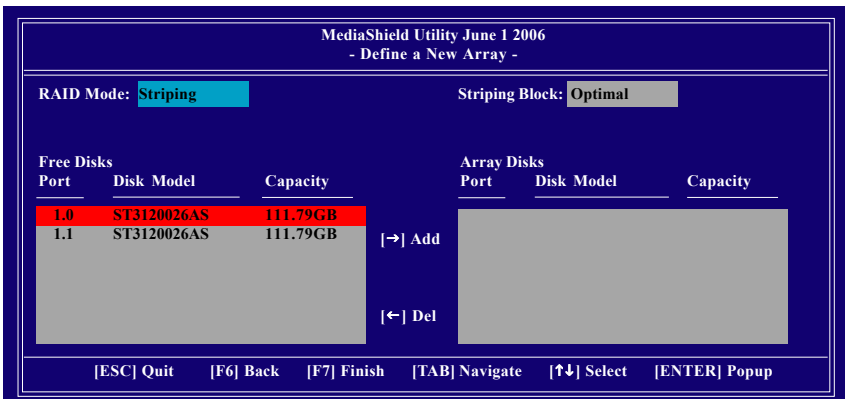 MediaShield Utility June 1 2006
- Define a New Array -
RAID Mode: Striping
Striping Block: Optimal
Free Disks
Port Disk Model Capacity
1.0 ST3120026AS 111.79GB
1.1 ST3120026AS 111.79GB
[→] Add
[←] Del
Array Disks
Port Disk Model Capacity
[ESC] Quit [F6] Back [F7] Finish [TAB] Navigate [↑↓] Select [ENTER] Popup